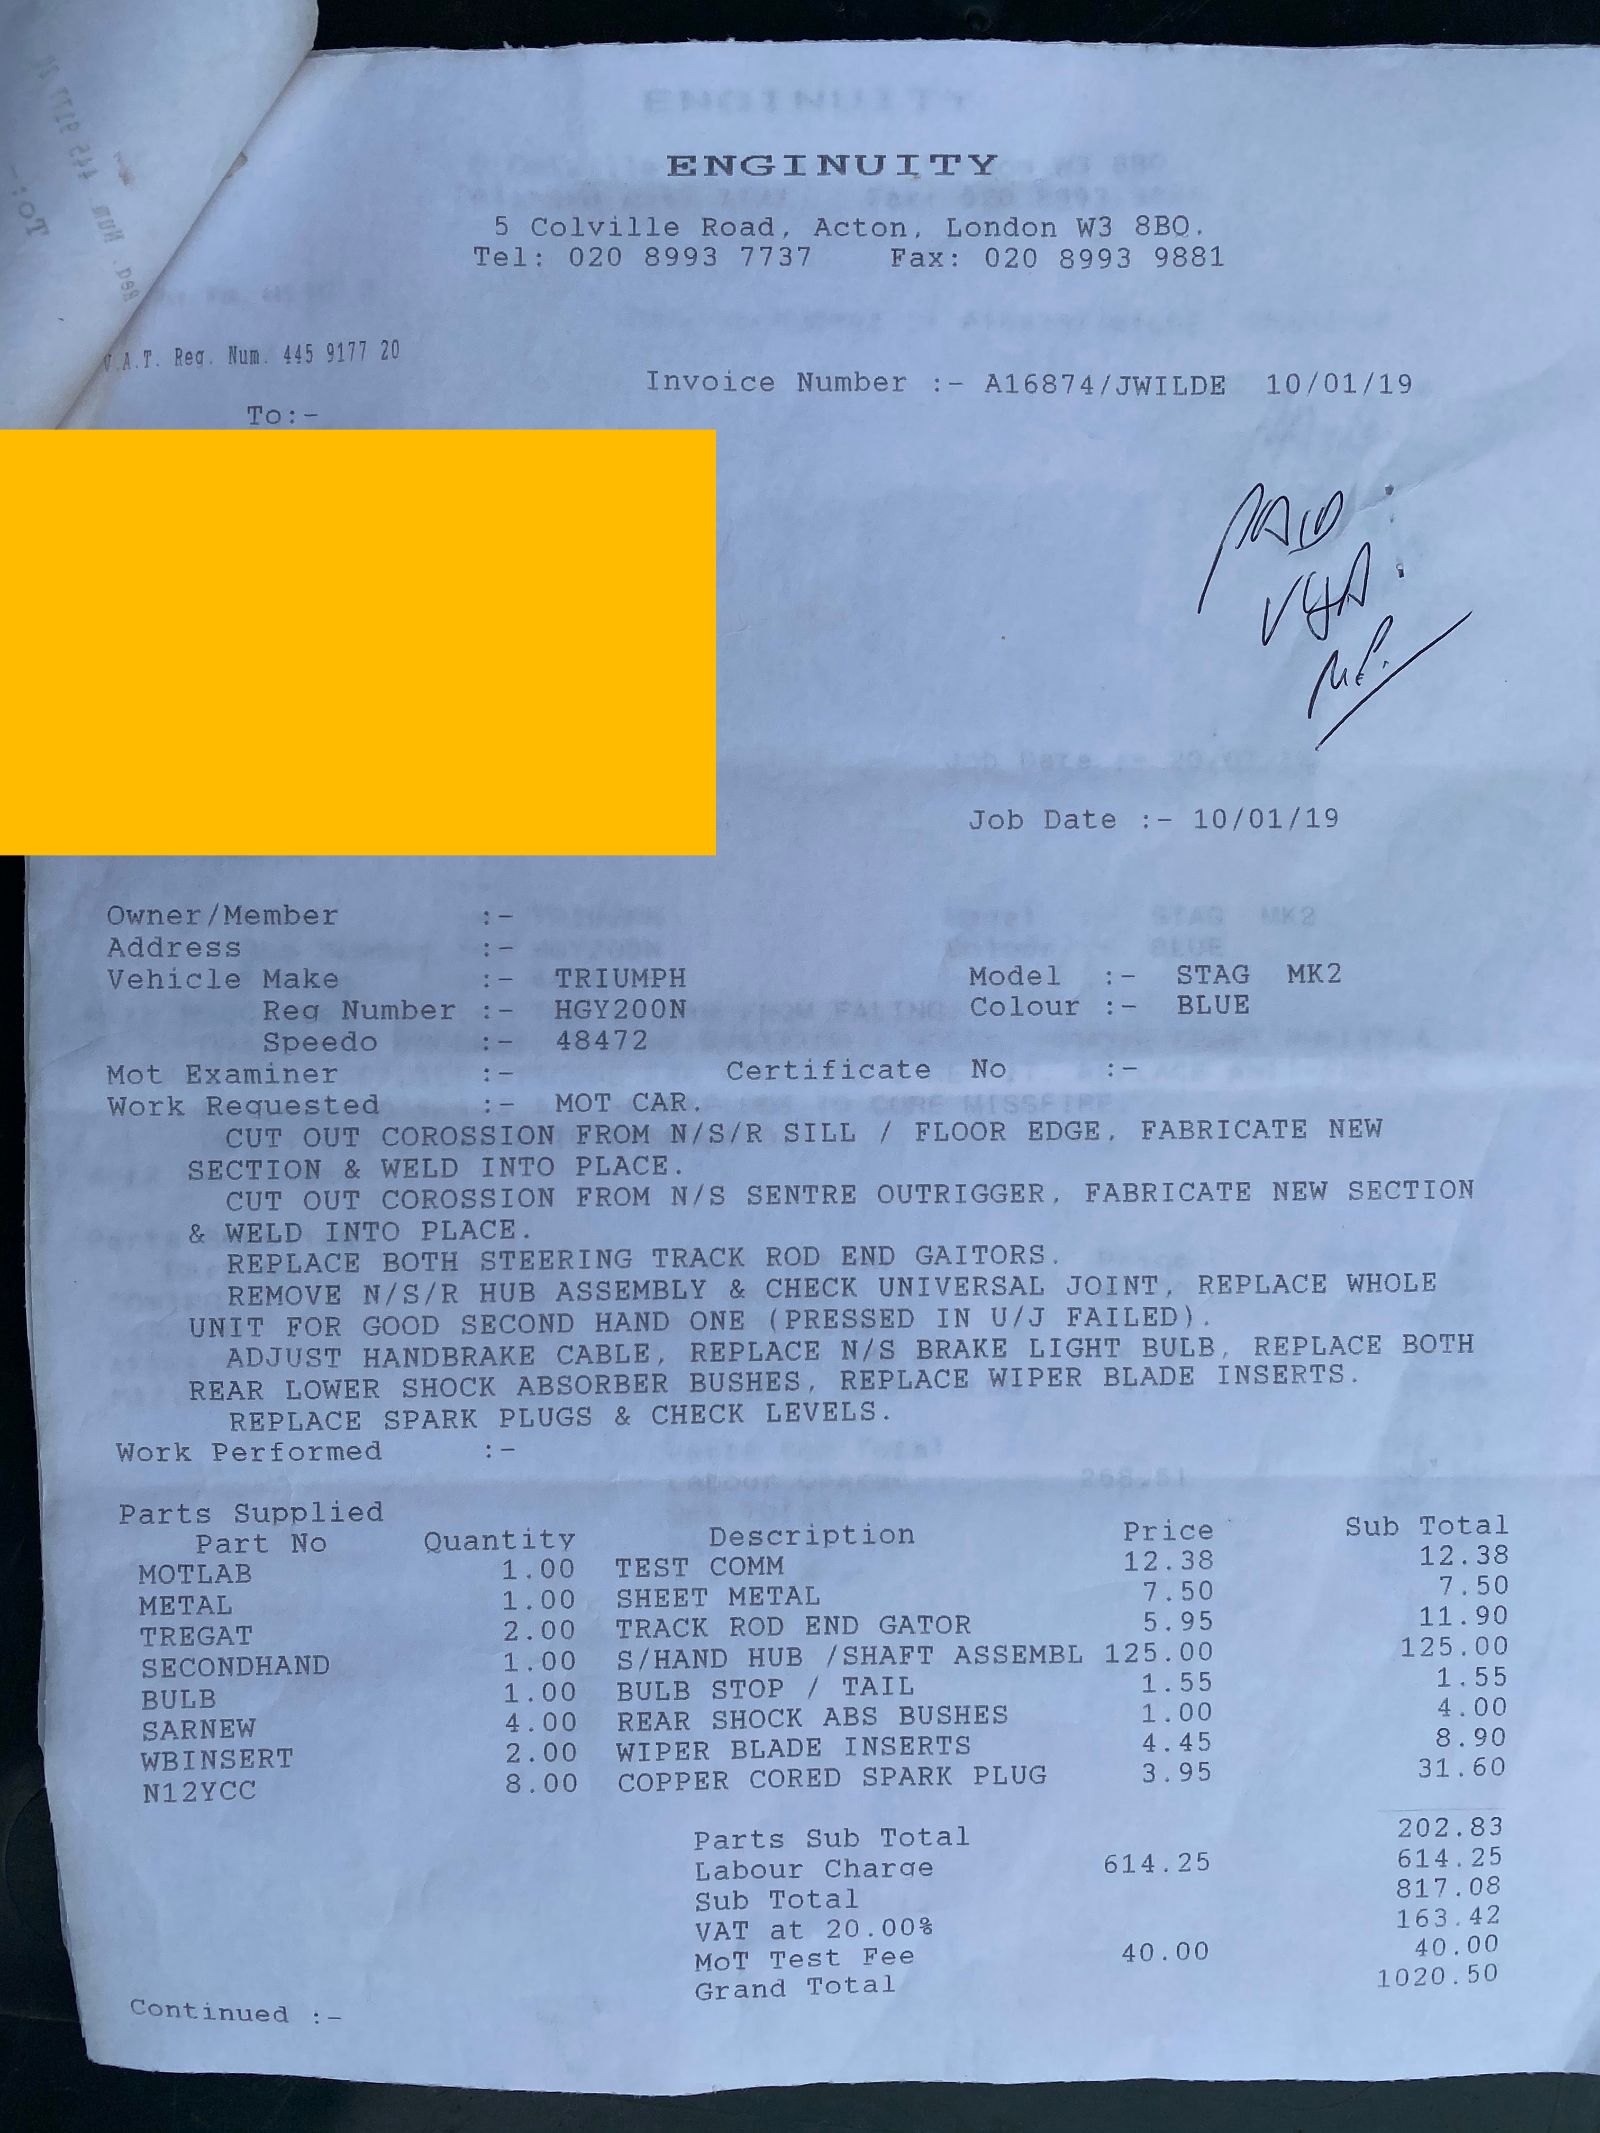 ENGINUITY
5 Colville Road, Acton, London W3 8BQ.
Tel: 020 8993 7737 Fax: 020 8993 9881
V.A.T. Reg. Num. 445 9177 20
Invoice Number :- A16874/JWILDE 10/01/19
To:-
PAID:
VISA:
Job Date :- 10/01/19
Owner/Member :-
Address :-
Vehicle Make :- TRIUMPH Model :- STAG MK2
Reg Number :- HGY200N Colour :- BLUE
Speedo :- 48472
Mot Examiner :- Certificate No :-
Work Requested :- MOT CAR.
CUT OUT COROSSION FROM N/S/R SILL / FLOOR EDGE, FABRICATE NEW
SECTION & WELD INTO PLACE.
CUT OUT COROSSION FROM N/S SENTRE OUTRIGGER, FABRICATE NEW SECTION
& WELD INTO PLACE.
REPLACE BOTH STEERING TRACK ROD END GAITORS.
REMOVE N/S/R HUB ASSEMBLY & CHECK UNIVERSAL JOINT, REPLACE WHOLE
UNIT FOR GOOD SECOND HAND ONE (PRESSED IN U/J FAILED).
ADJUST HANDBRAKE CABLE, REPLACE N/S BRAKE LIGHT BULB, REPLACE BOTH
REAR LOWER SHOCK ABSORBER BUSHES, REPLACE WIPER BLADE INSERTS.
REPLACE SPARK PLUGS & CHECK LEVELS.
Work Performed :-
Parts Supplied
Part No Quantity Description Price Sub Total
MOTLAB 1.00 TEST COMM 12.38 12.38
METAL 1.00 SHEET METAL 7.50 7.50
TREGAT 2.00 TRACK ROD END GATOR 5.95 11.90
SECONDHAND 1.00 S/HAND HUB /SHAFT ASSEMBL 125.00 125.00
BULB 1.00 BULB STOP / TAIL 1.55 1.55
SARNEW 4.00 REAR SHOCK ABS BUSHES 1.00 4.00
WBINSERT 2.00 WIPER BLADE INSERTS 4.45 8.90
N12YCC 8.00 COPPER CORED SPARK PLUG 3.95 31.60
Parts Sub Total 202.83
Labour Charge 614.25 614.25
Sub Total 817.08
VAT at 20.00% 163.42
MoT Test Fee 40.00 40.00
Grand Total 1020.50
Continued :-